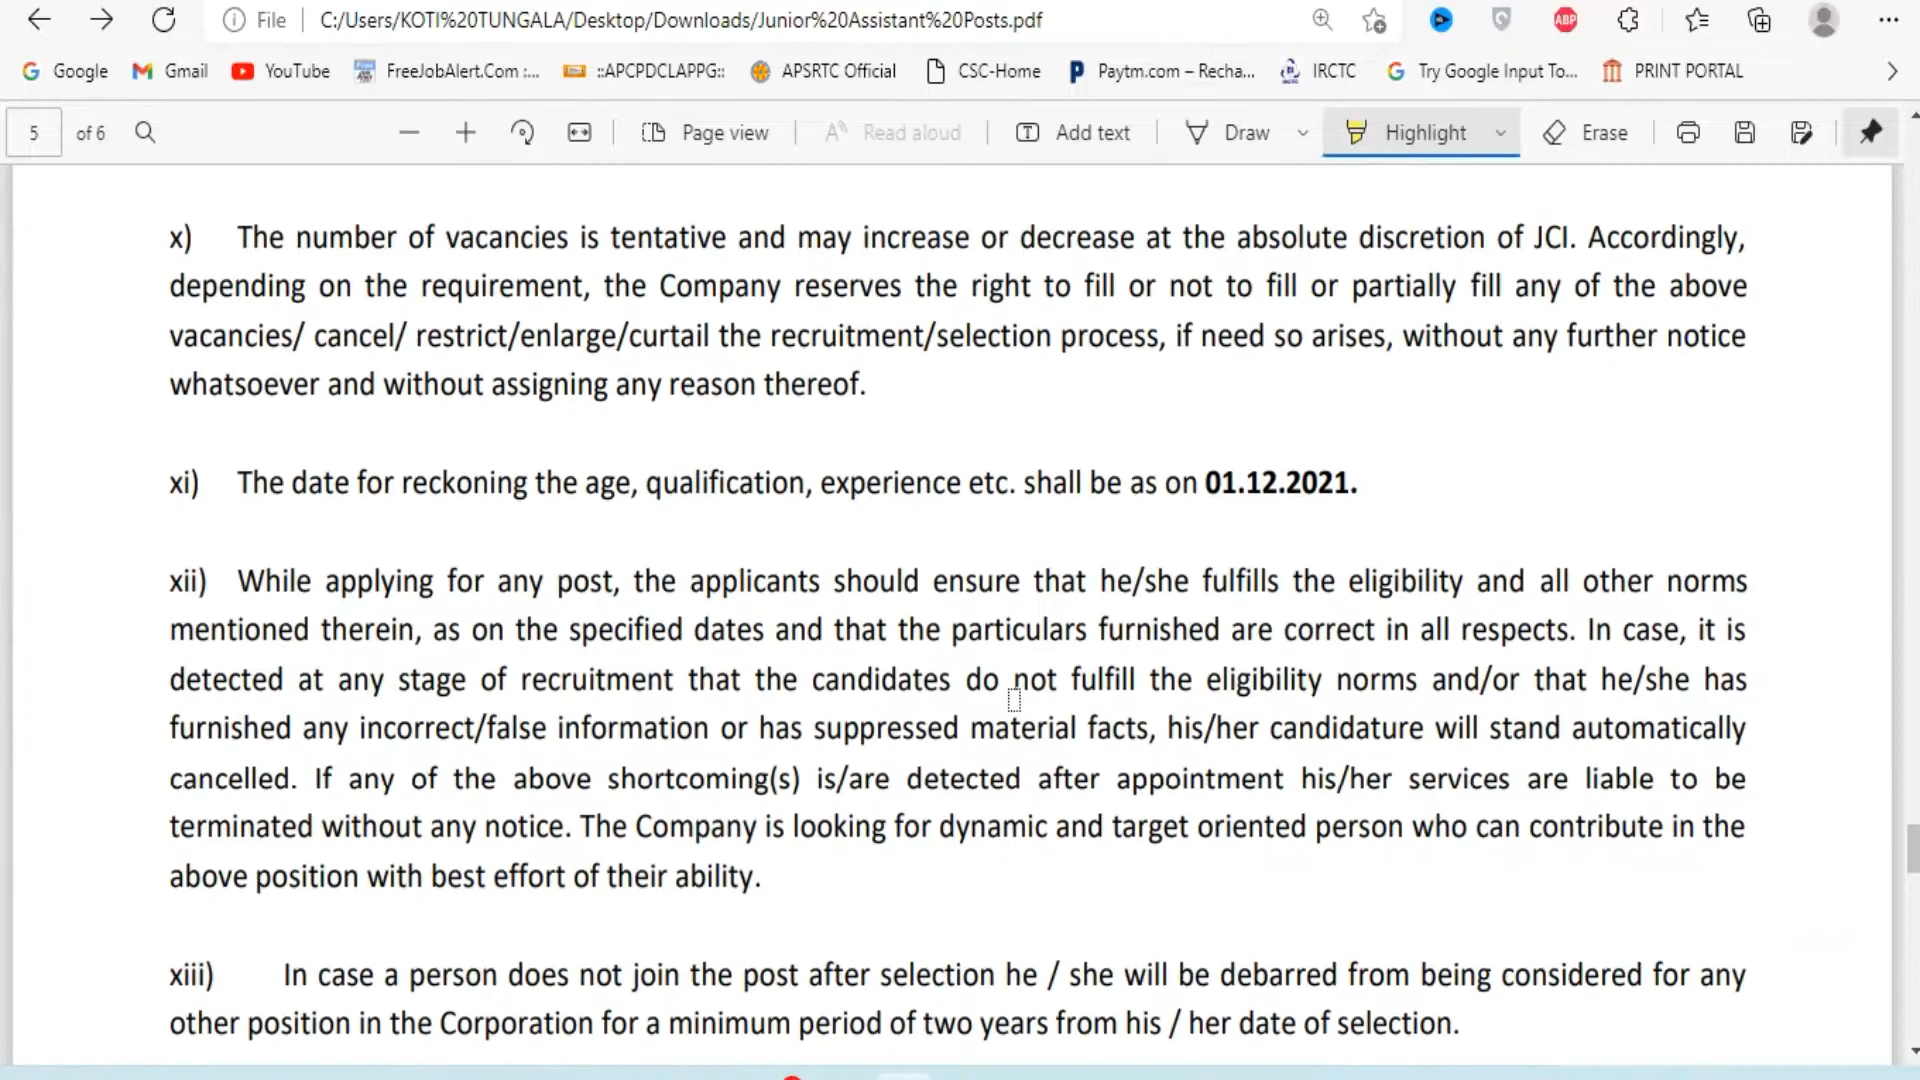 File C:/Users/KOTI%20TUNGALA/Desktop/Downloads/Junior%20Assistant%20Posts.pdf ABP
Google Gmail YouTube FreeJobAlert.Com :... ::APCPDCLAPPG:: APSRTC Official CSC-Home Paytm.com – Recha... IRCTC Try Google Input To... PRINT PORTAL
5 of 6 Page view Read aloud Add text Draw Highlight Erase
x) The number of vacancies is tentative and may increase or decrease at the absolute discretion of JCI. Accordingly,
depending on the requirement, the Company reserves the right to fill or not to fill or partially fill any of the above
vacancies/ cancel/ restrict/enlarge/curtail the recruitment/selection process, if need so arises, without any further notice
whatsoever and without assigning any reason thereof.
xi) The date for reckoning the age, qualification, experience etc. shall be as on 01.12.2021.
xii) While applying for any post, the applicants should ensure that he/she fulfills the eligibility and all other norms
mentioned therein, as on the specified dates and that the particulars furnished are correct in all respects. In case, it is
detected at any stage of recruitment that the candidates do not fulfill the eligibility norms and/or that he/she has
furnished any incorrect/false information or has suppressed material facts, his/her candidature will stand automatically
cancelled. If any of the above shortcoming(s) is/are detected after appointment his/her services are liable to be
terminated without any notice. The Company is looking for dynamic and target oriented person who can contribute in the
above position with best effort of their ability.
xiii) In case a person does not join the post after selection he / she will be debarred from being considered for any
other position in the Corporation for a minimum period of two years from his / her date of selection.